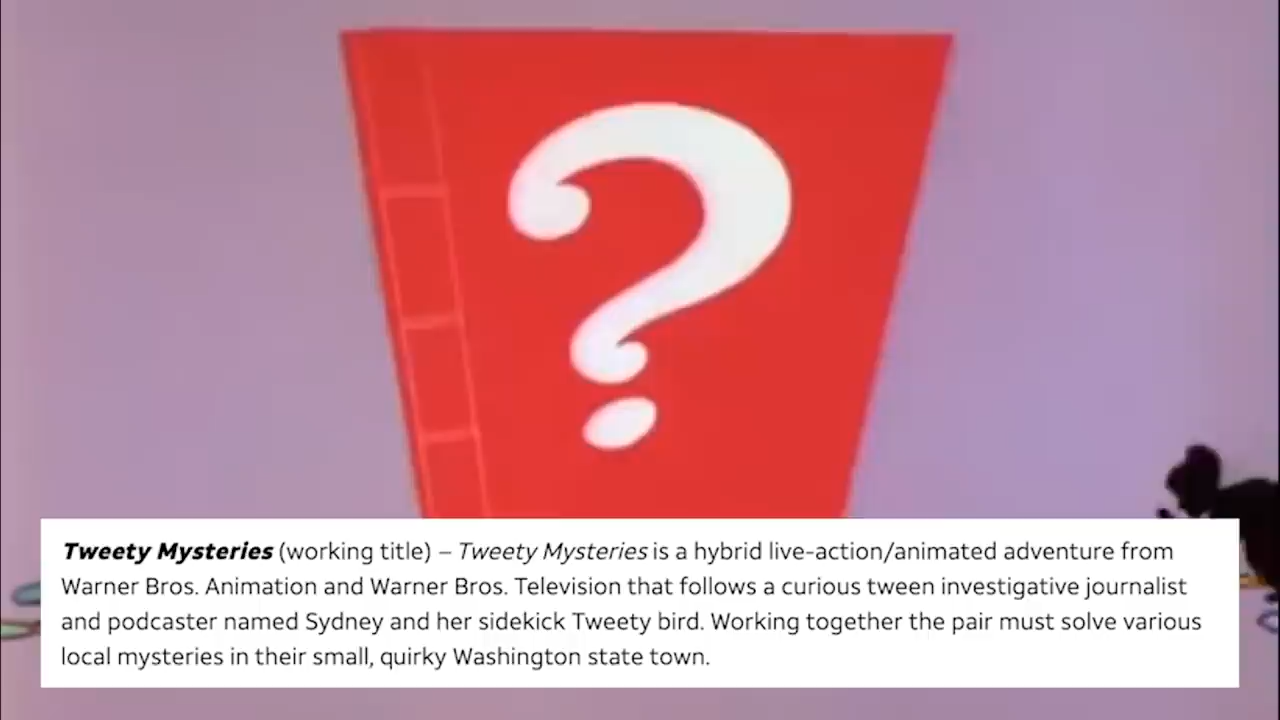 ?
Tweety Mysteries (working title) – Tweety Mysteries is a hybrid live-action/animated adventure from
Warner Bros. Animation and Warner Bros. Television that follows a curious tween investigative journalist
and podcaster named Sydney and her sidekick Tweety bird. Working together the pair must solve various
local mysteries in their small, quirky Washington state town.